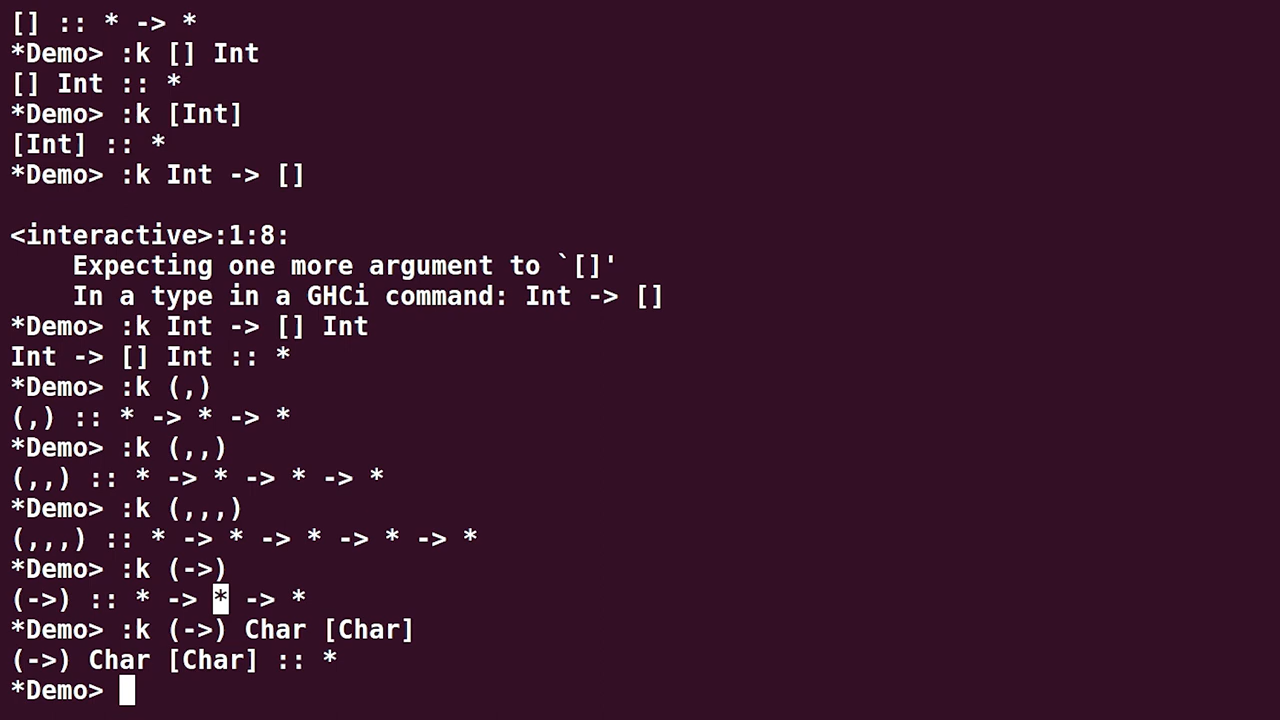 [] :: * -> *
*Demo> :k [] Int
[] Int :: *
*Demo> :k [Int]
[Int] :: *
*Demo> :k Int -> []
<interactive>:1:8:
    Expecting one more argument to `[]'
    In a type in a GHCi command: Int -> []
*Demo> :k Int -> [] Int
Int -> [] Int :: *
*Demo> :k (,)
(,) :: * -> * -> *
*Demo> :k (,,)
(,,) :: * -> * -> * -> *
*Demo> :k (,,,)
(,,,) :: * -> * -> * -> * -> *
*Demo> :k (->)
(->) :: * -> * -> *
*Demo> :k (->) Char [Char]
(->) Char [Char] :: *
*Demo>